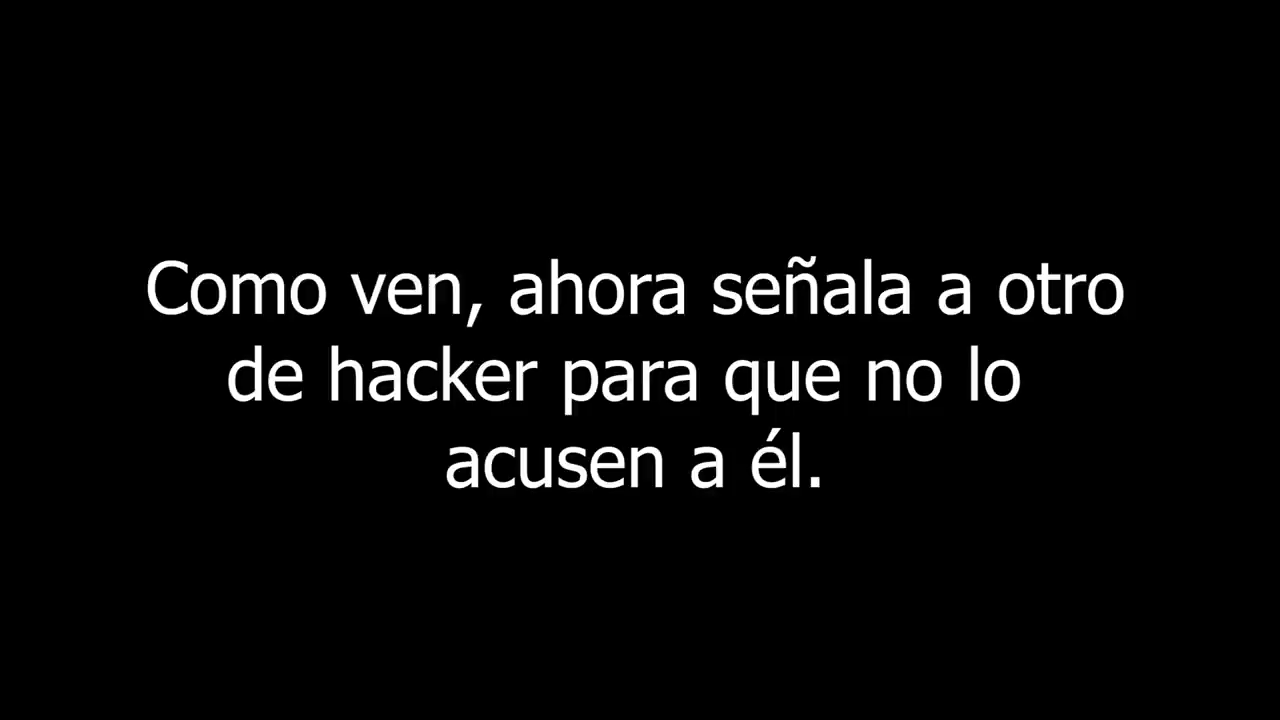 Como ven, ahora señala a otro
de hacker para que no lo
acusen a él.